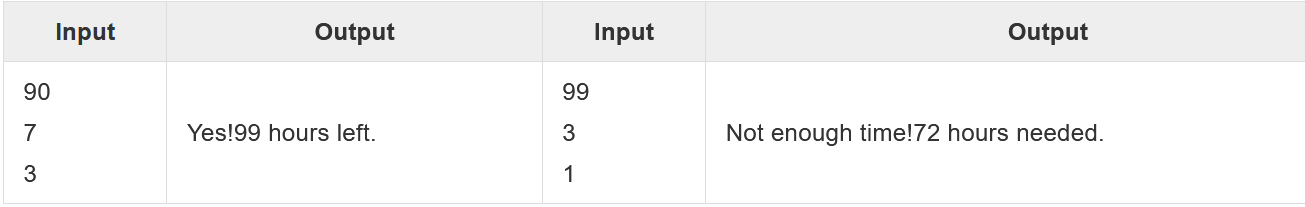 Input Output Input Output
90
7
3
Yes!99 hours left.
99
3
1
Not enough time!72 hours needed.